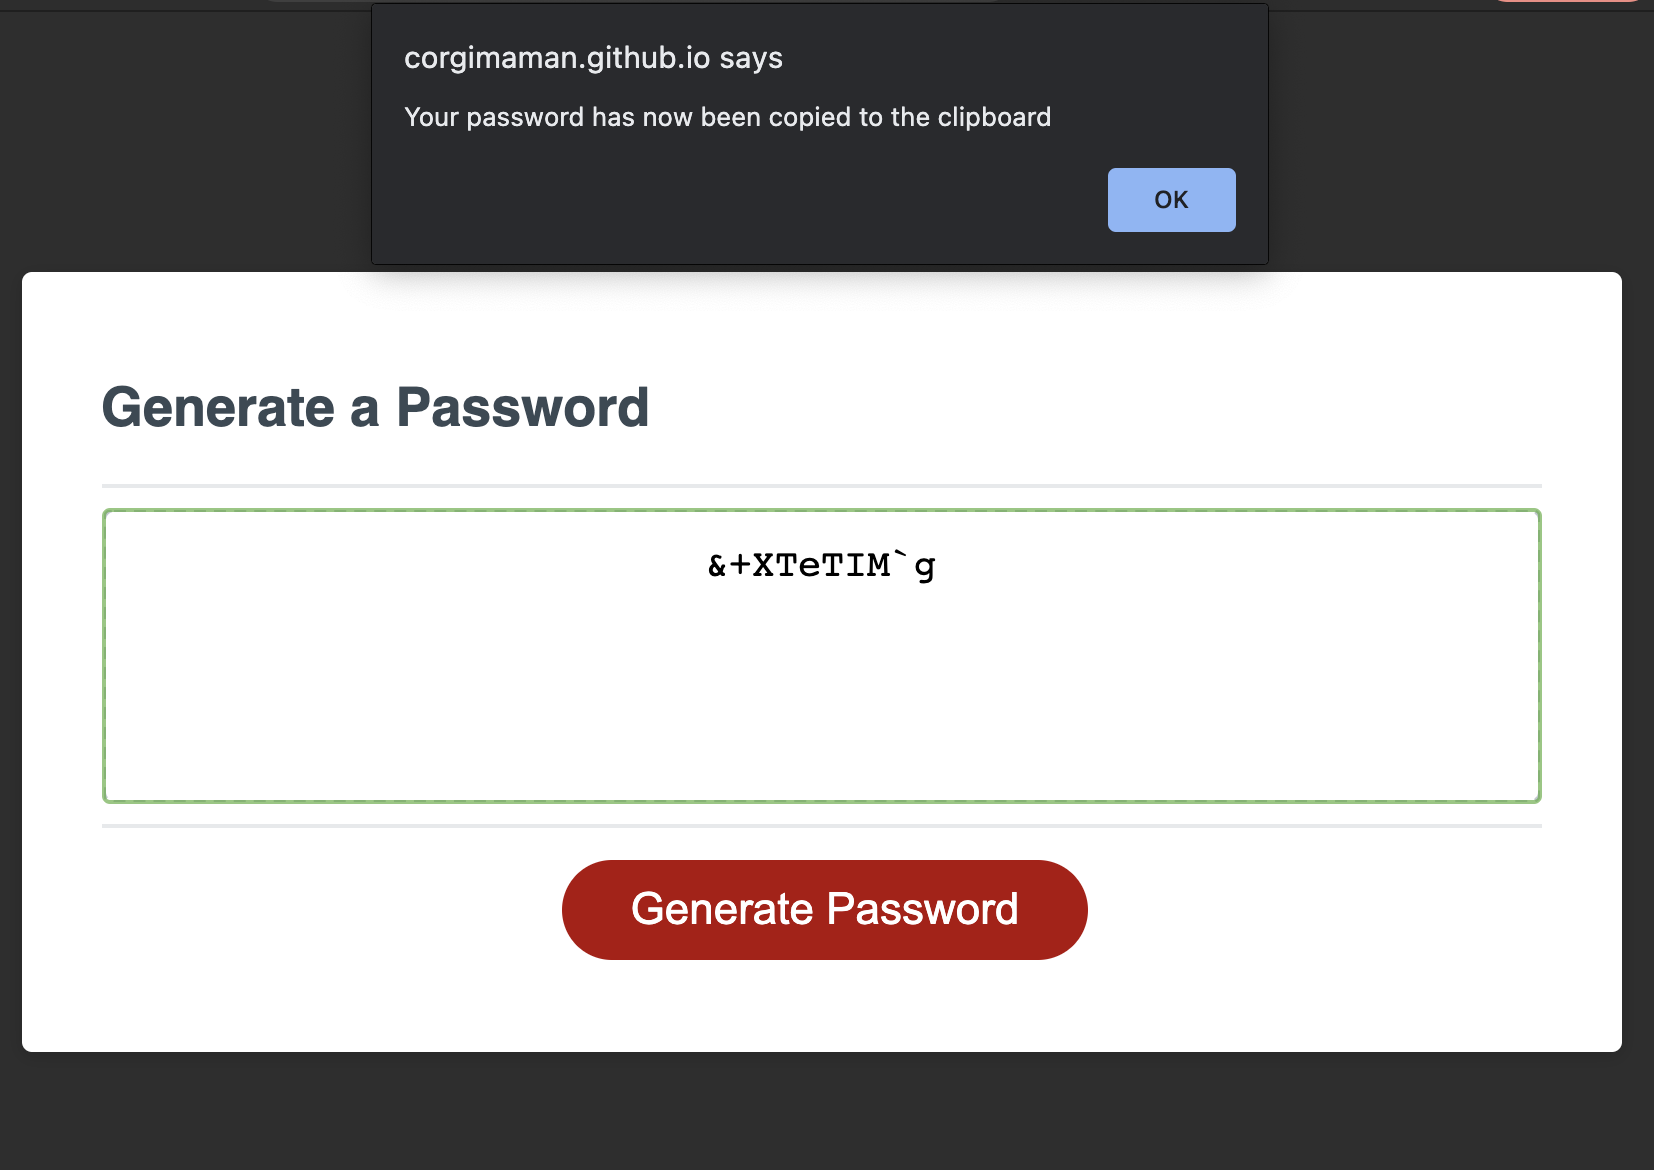 corgimaman.github.io says
Your password has now been copied to the clipboard
OK
Generate a Password
&+XTeTIM`g
Generate Password